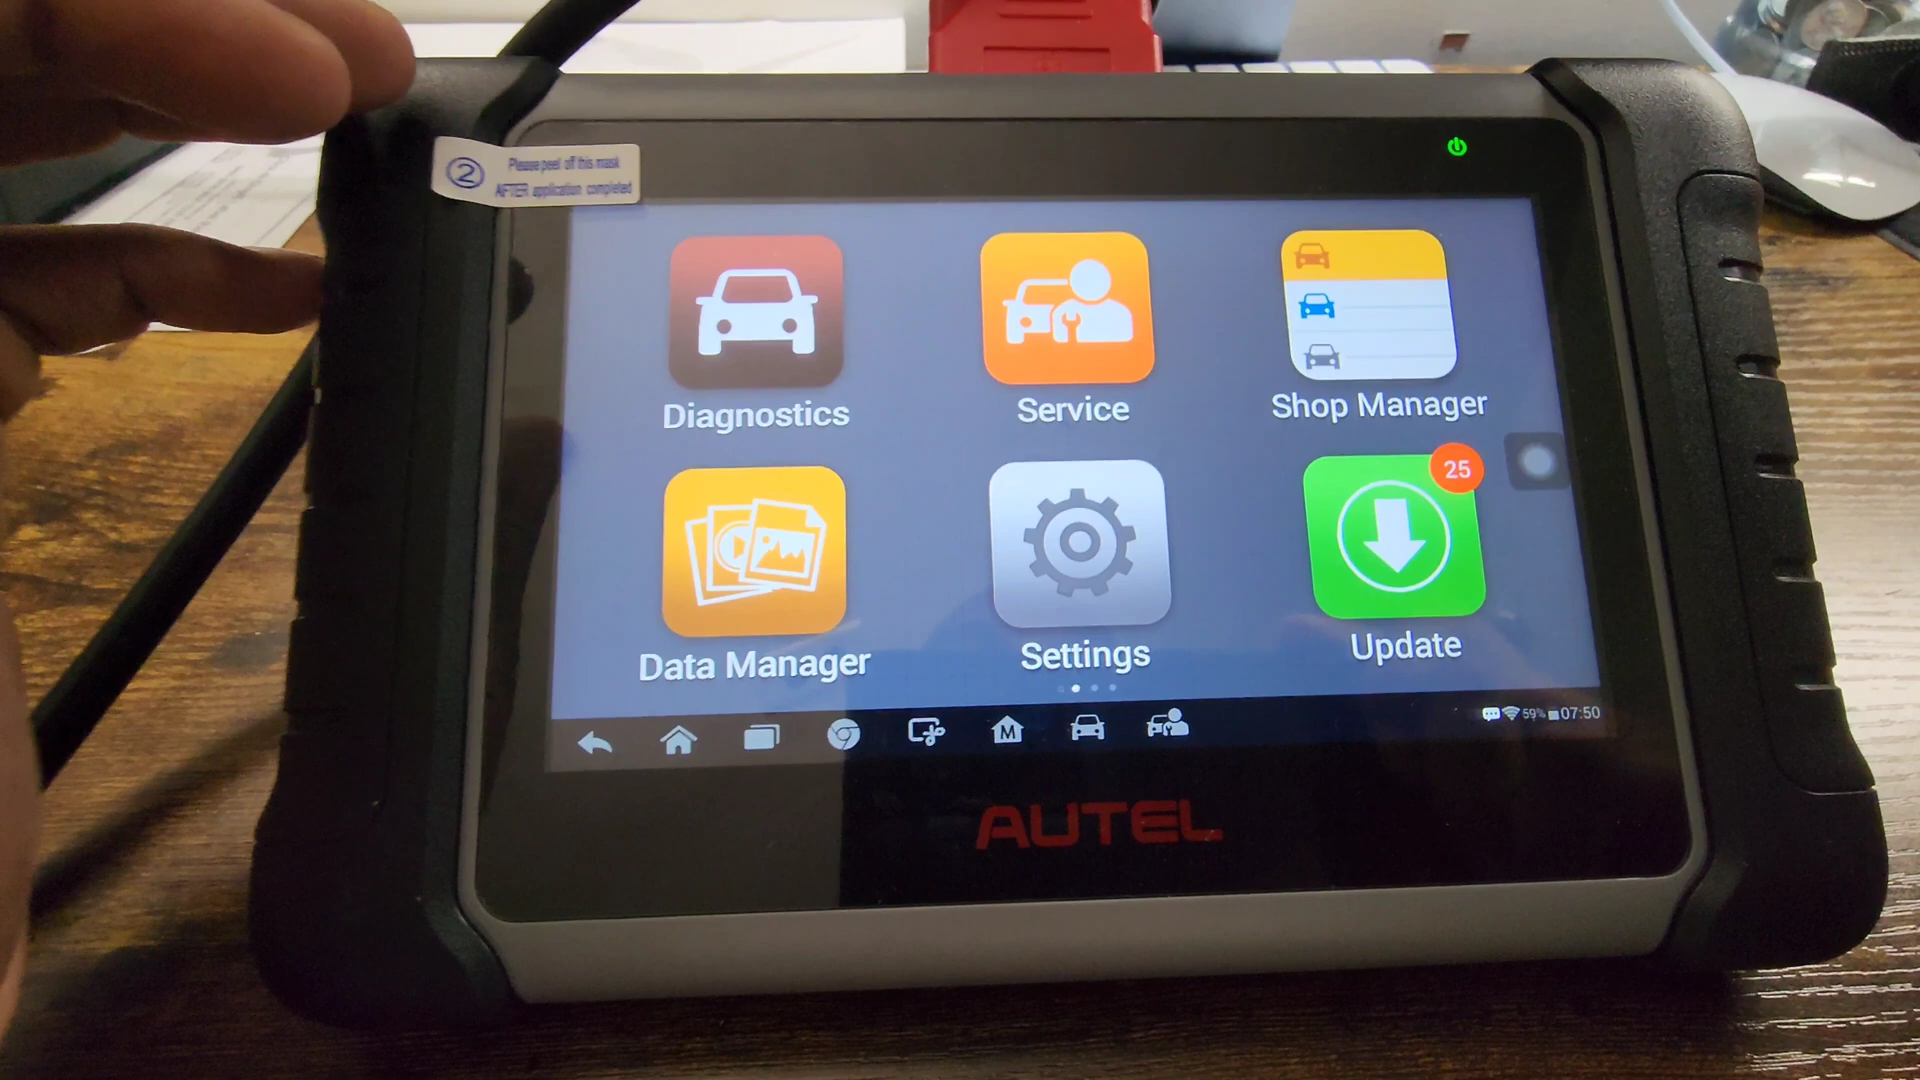 ②
Please peel off this mask
AFTER application completed
Diagnostics
Service
Shop Manager
25
Data Manager
Settings
Update
M
59%
07:50
AUTEL